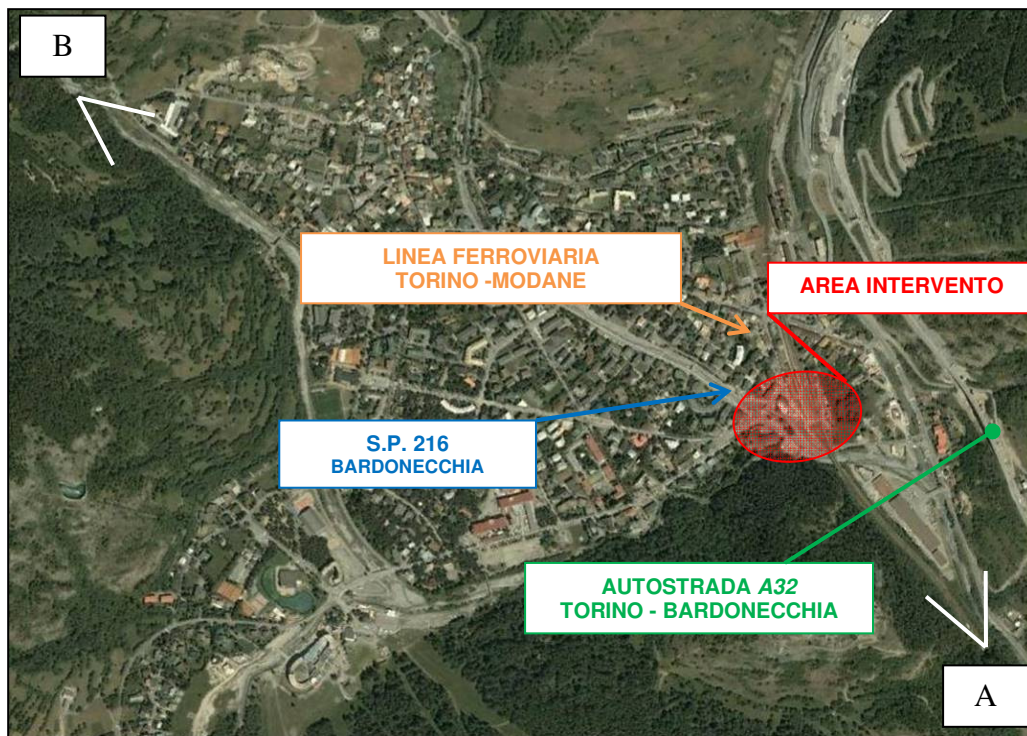 B
LINEA FERROVIARIA
TORINO -MODANE
AREA INTERVENTO
S.P. 216
BARDONECCHIA
AUTOSTRADA A32
TORINO - BARDONECCHIA
A